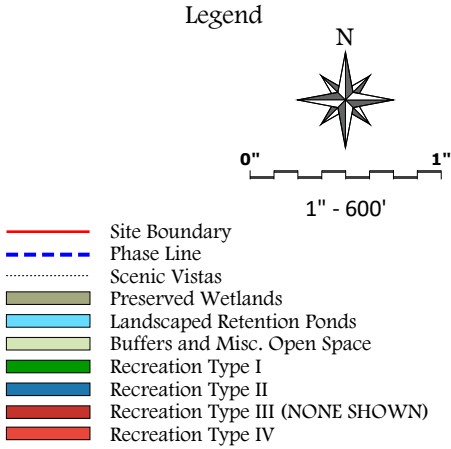 Legend
N
0" 1"
1" - 600'
Site Boundary
Phase Line
Scenic Vistas
Preserved Wetlands
Landscaped Retention Ponds
Buffers and Misc. Open Space
Recreation Type I
Recreation Type II
Recreation Type III (NONE SHOWN)
Recreation Type IV